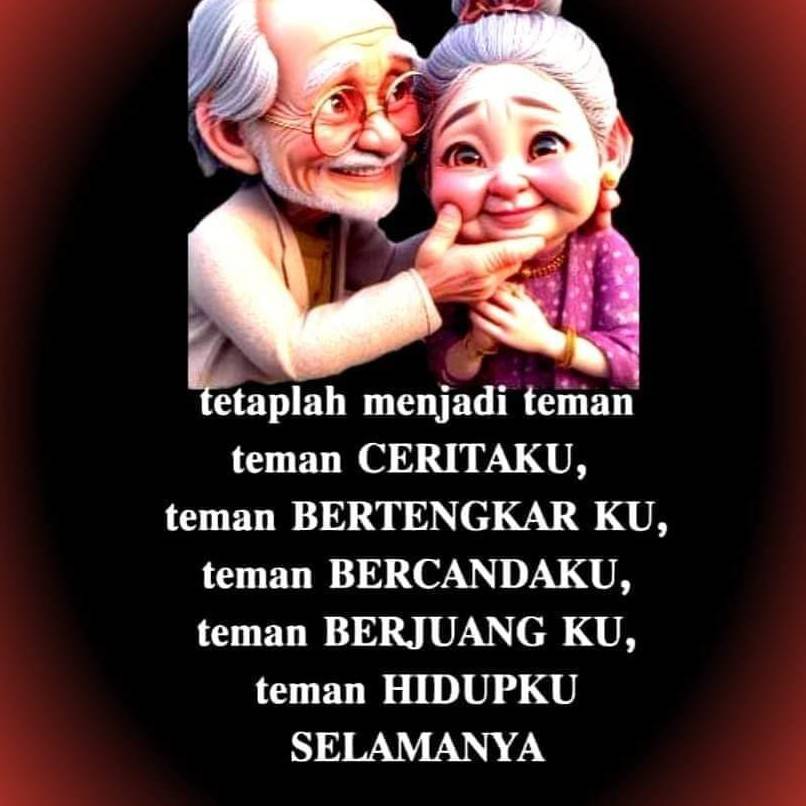 tetaplah menjadi teman
teman CERITAKU,
teman BERTENGKAR KU,
teman BERCANDAKU,
teman BERJUANG KU,
teman HIDUPKU
SELAMANYA